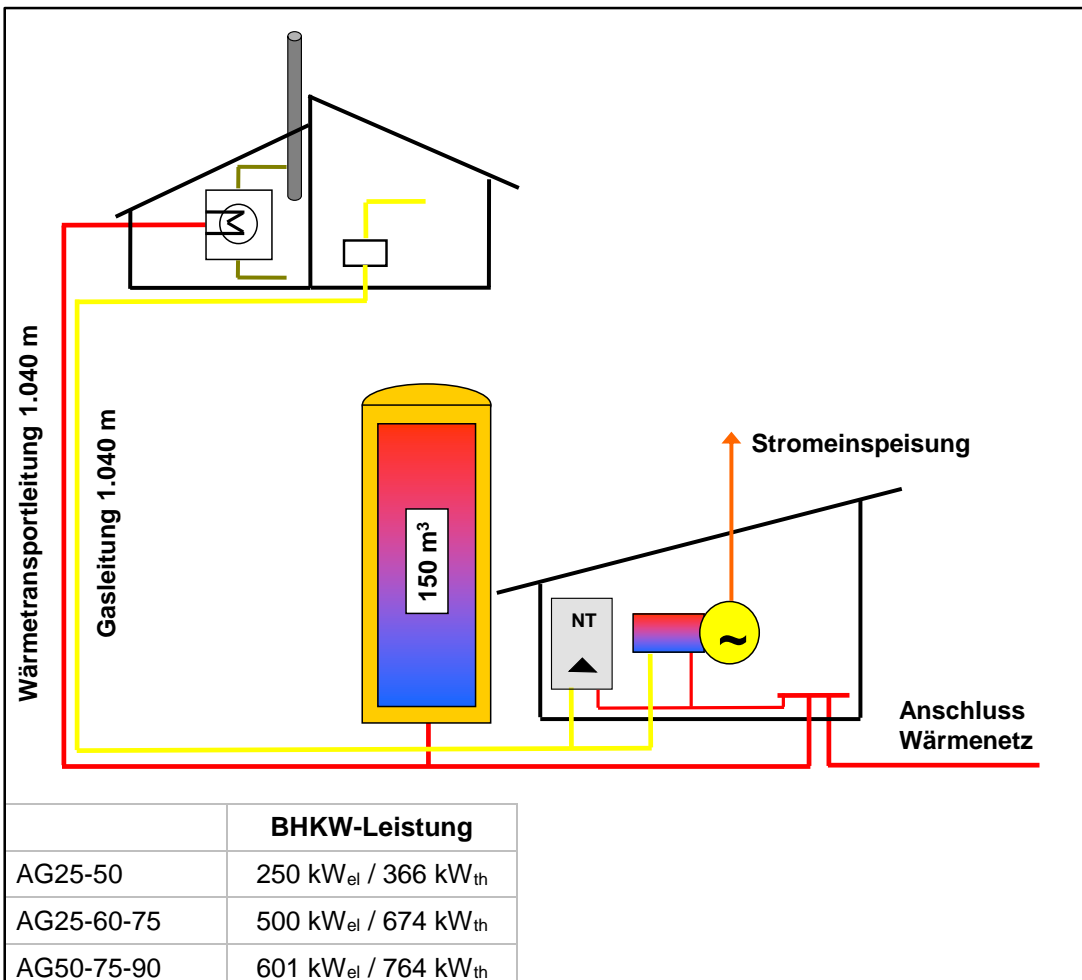 Wärmetransportleitung 1.040 m
Gasleitung 1.040 m
150 m³
Stromeinspeisung
NT
~
Anschluss
Wärmenetz
BHKW-Leistung
AG25-50 250 kWel / 366 kWth
AG25-60-75 500 kWel / 674 kWth
AG50-75-90 601 kWel / 764 kWth